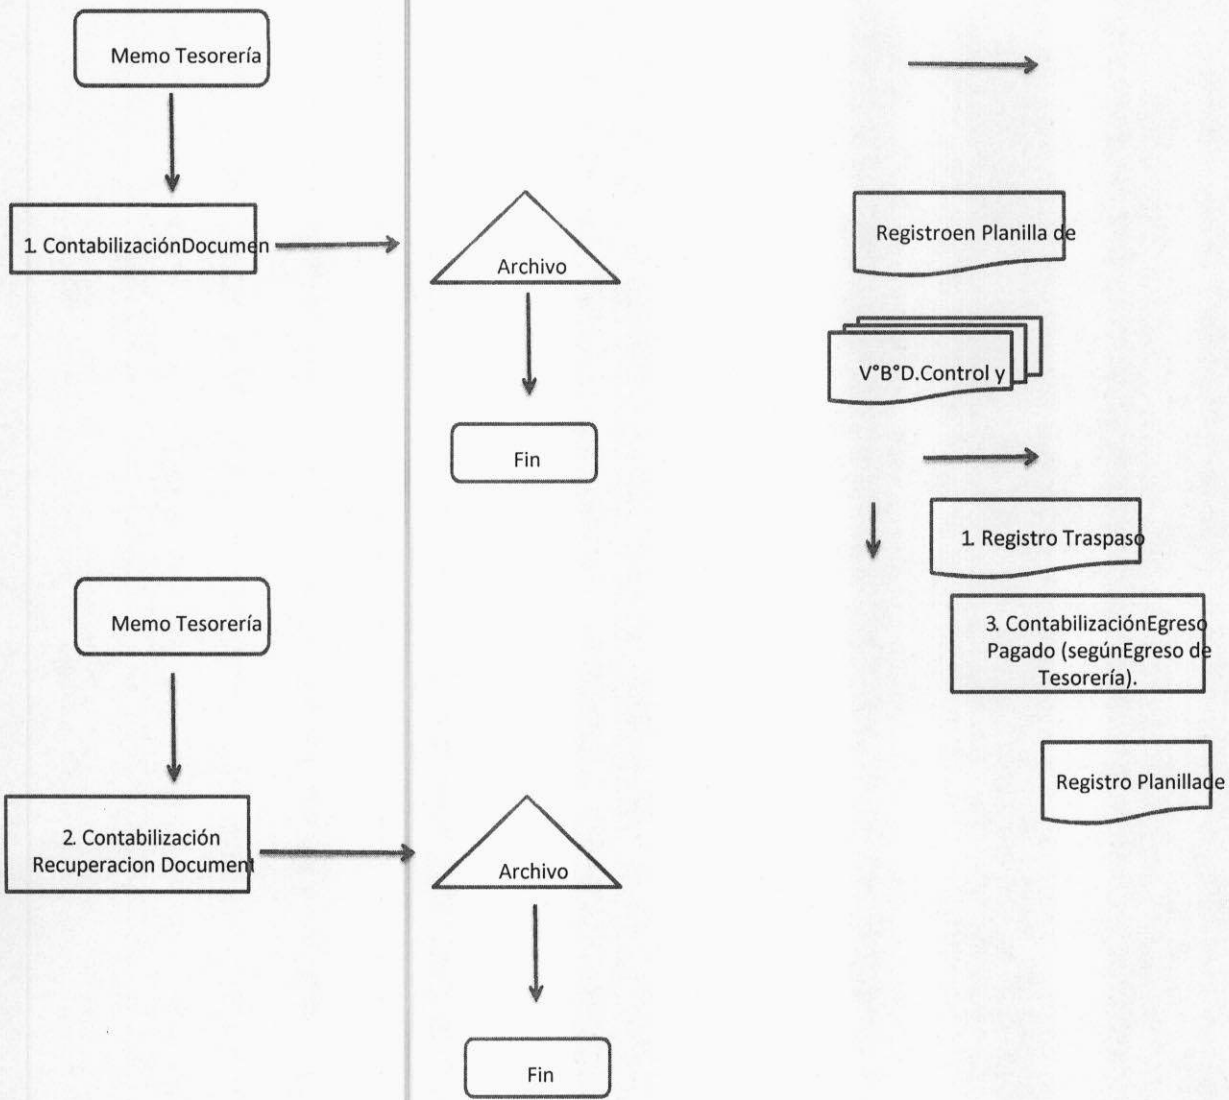 Memo Tesorería
1. ContabilizaciónDocumen
Archivo
Fin
Memo Tesorería
2. Contabilización
Recuperacion Document
Archivo
Fin
Registroen Planilla de
V°B°D.Control y
1. Registro Traspaso
3. ContabilizaciónEgreso
Pagado (segúnEgreso de
Tesorería).
Registro Planillade